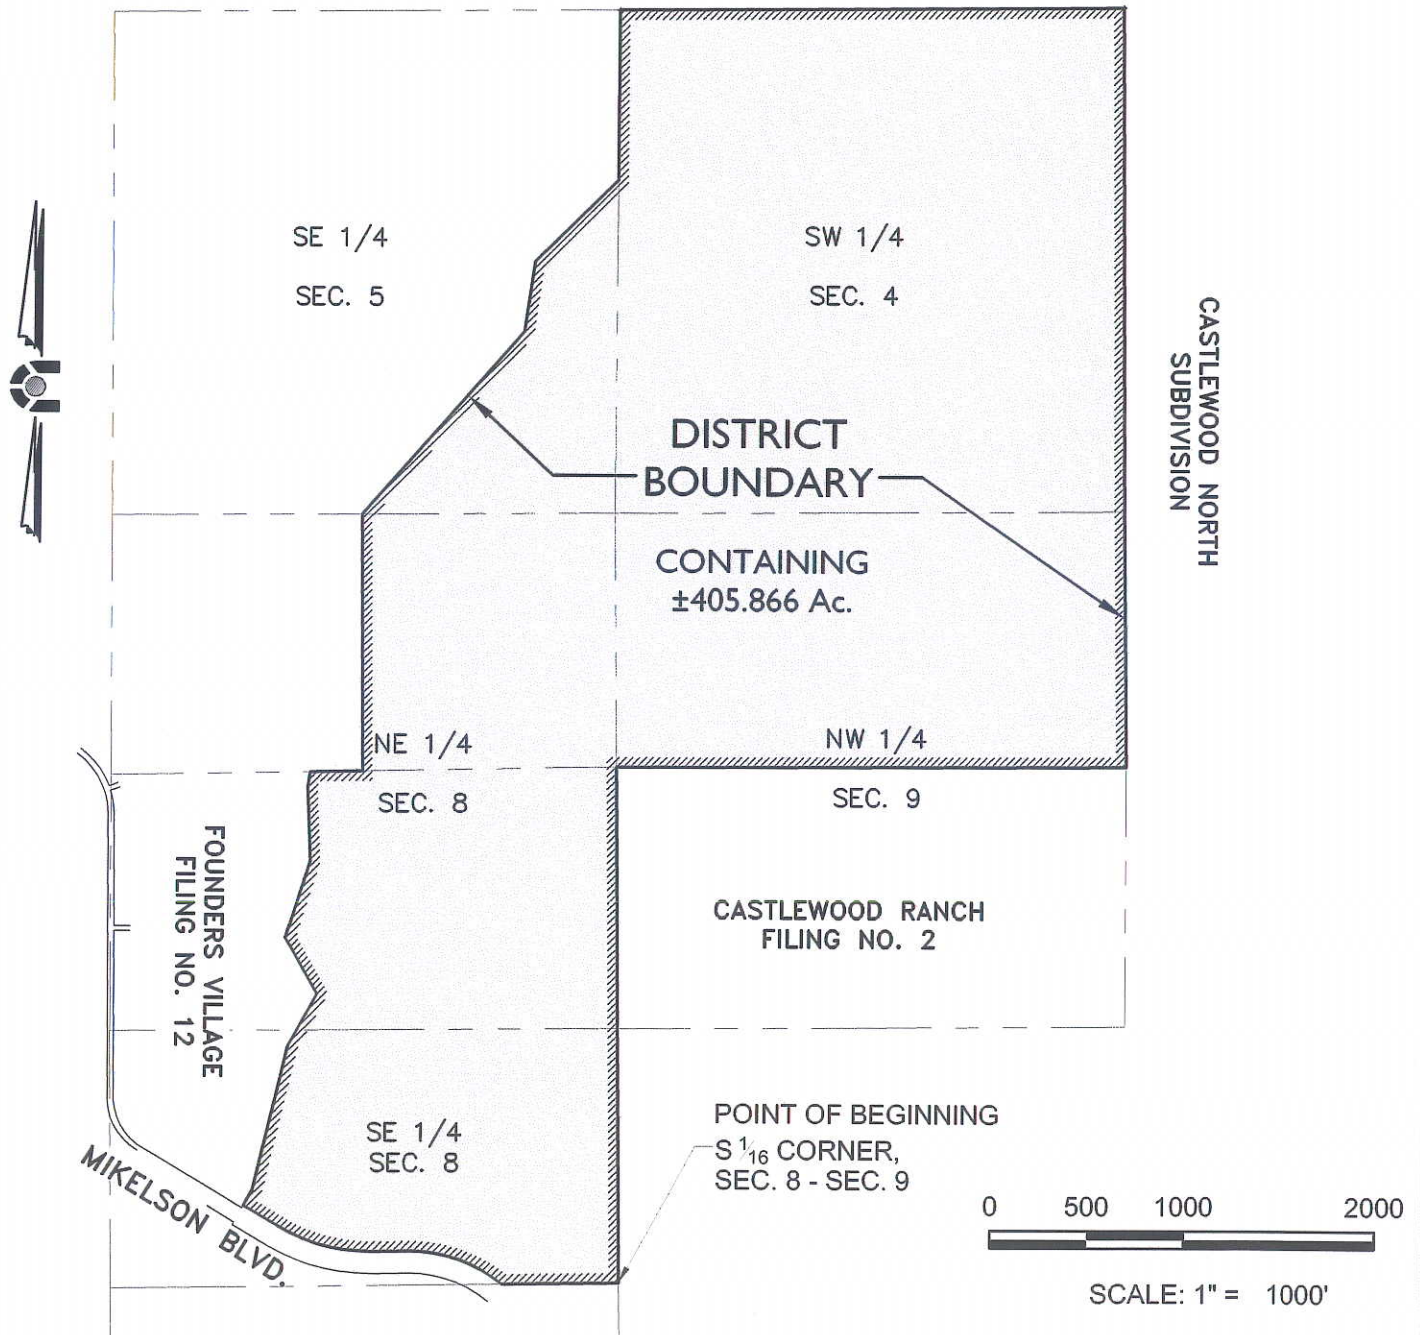 SE 1/4
SEC. 5
SW 1/4
SEC. 4
CASTLEWOOD NORTH
SUBDIVISION
DISTRICT
BOUNDARY
CONTAINING
±405.866 Ac.
NE 1/4
SEC. 8
NW 1/4
SEC. 9
FOUNDERS VILLAGE
FILING NO. 12
CASTLEWOOD RANCH
FILING NO. 2
SE 1/4
SEC. 8
MIKELSON BLVD.
POINT OF BEGINNING
S 1/16 CORNER,
SEC. 8 - SEC. 9
0 500 1000 2000
SCALE: 1" = 1000'